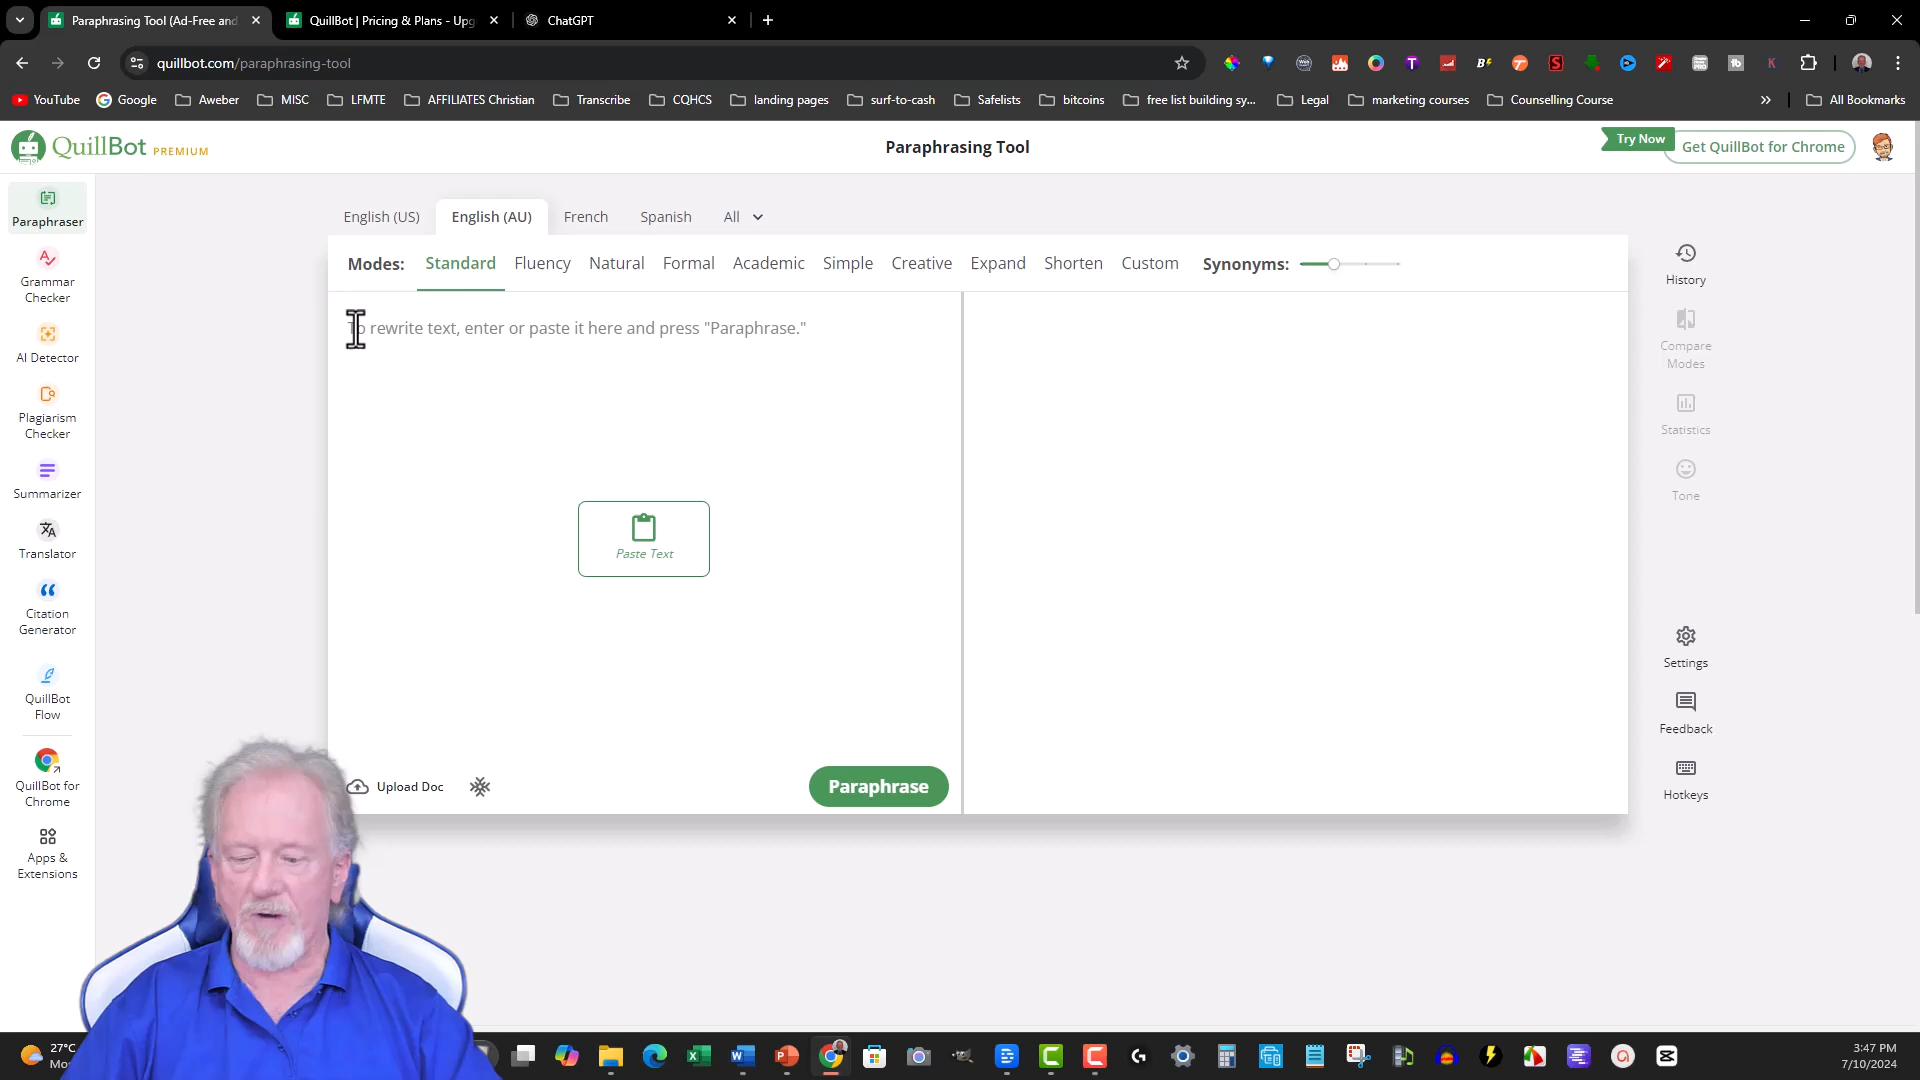 Paraphrasing Tool (Ad-Free and
QuillBot | Pricing & Plans - Upg
ChatGPT
quillbot.com/paraphrasing-tool
YouTube
Google
Aweber
MISC
LFMTE
AFFILIATES Christian
Transcribe
CQHCS
landing pages
surf-to-cash
Safelists
bitcoins
free list building sy...
Legal
marketing courses
Counselling Course
All Bookmarks
QuillBot PREMIUM
Paraphrasing Tool
Try Now
Get QuillBot for Chrome
Paraphraser
Grammar
Checker
AI Detector
Plagiarism
Checker
Summarizer
Translator
Citation
Generator
QuillBot
Flow
QuillBot for
Chrome
Apps &
Extensions
English (US)
English (AU)
French
Spanish
All
Modes:
Standard
Fluency
Natural
Formal
Academic
Simple
Creative
Expand
Shorten
Custom
Synonyms:
To rewrite text, enter or paste it here and press "Paraphrase."
Paste Text
Upload Doc
Paraphrase
History
Compare
Modes
Statistics
Tone
Settings
Feedback
Hotkeys
27°C
3:47 PM
7/10/2024